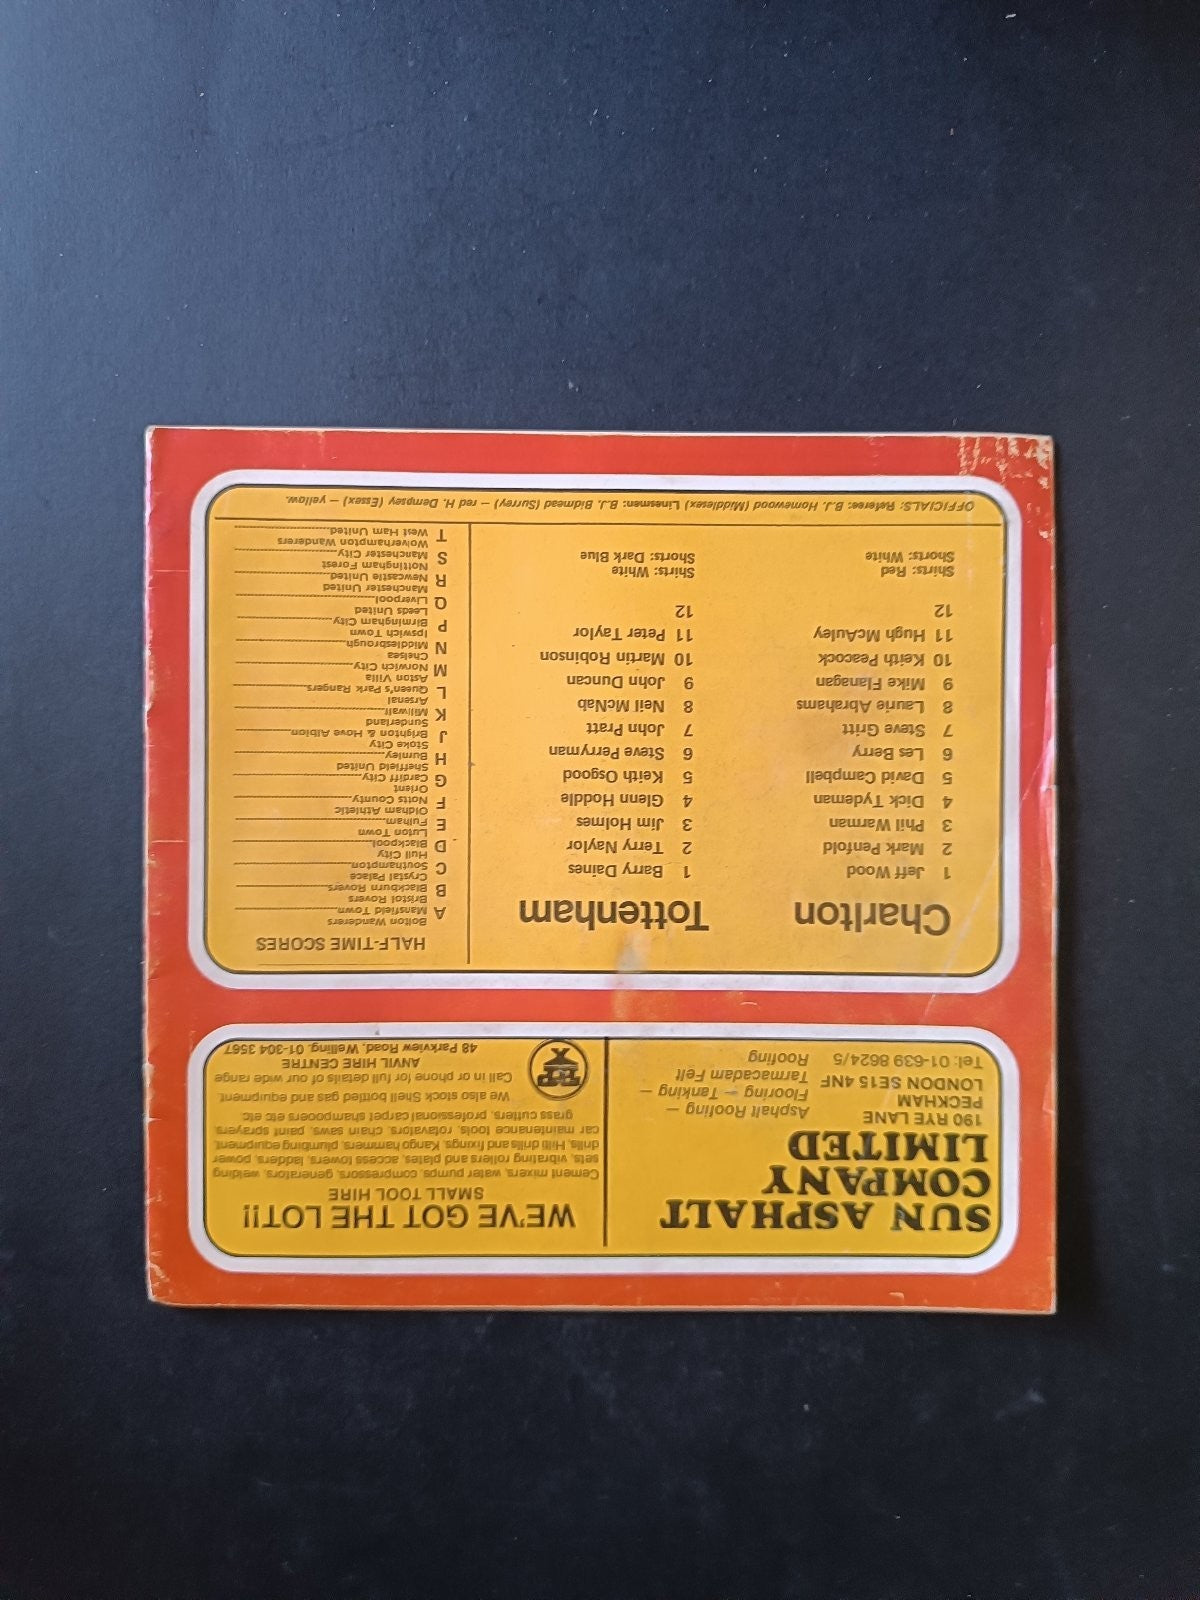 SUN ASPHALT
COMPANY
LIMITED
190 RYE LANE
PECKHAM
LONDON SE15 4NF
Tel: 01-639 8624/5
Asphalt Roofing —
Flooring — Tanking —
Tarmacadam Felt
Roofing
WE'VE GOT THE LOT!!
SMALL TOOL HIRE
Cement mixers, water pumps, compressors, generators, welding
sets, vibrating rollers and plates, access towers, ladders, power
drills, Hilti drills and fixings, Kango hammers, plumbing equipment,
car maintenance tools, rotavators, chain saws, paint sprayers,
grass cutters, professional carpet shampooers etc etc.
We also stock Shell bottled gas and equipment.
Call in or phone for full details of our wide range
ANVIL HIRE CENTRE
48 Parkview Road, Welling. 01-304 3567
Charlton
1 Jeff Wood
2 Mark Penfold
3 Phil Warman
4 Dick Tydeman
5 David Campbell
6 Les Berry
7 Steve Gritt
8 Laurie Abrahams
9 Mike Flanagan
10 Keith Peacock
11 Hugh McAuley
12
Shirts: Red
Shorts: White
Tottenham
1 Barry Daines
2 Terry Naylor
3 Jim Holmes
4 Glenn Hoddle
5 Keith Osgood
6 Steve Perryman
7 John Pratt
8 Neil McNab
9 John Duncan
10 Martin Robinson
11 Peter Taylor
12
Shirts: White
Shorts: Dark Blue
HALF-TIME SCORES
A Bolton Wanderers
Mansfield Town
B Bristol Rovers
Blackburn Rovers
C Crystal Palace
Southampton
D Hull City
Blackpool
E Luton Town
Fulham
F Oldham Athletic
Notts County
G Orient
Cardiff City
H Sheffield United
Burnley
J Stoke City
Brighton & Hove Albion
K Sunderland
Millwall
L Arsenal
Queen's Park Rangers
M Aston Villa
Norwich City
N Chelsea
Middlesbrough
P Ipswich Town
Birmingham City
Q Leeds United
Liverpool
R Manchester United
Newcastle United
S Nottingham Forest
Manchester City
T Wolverhampton Wanderers
West Ham United
OFFICIALS: Referee: B.J. Homewood (Middlesex) Linesmen: B.J. Bidmead (Surrey) — red H. Dempsey (Essex) — yellow.